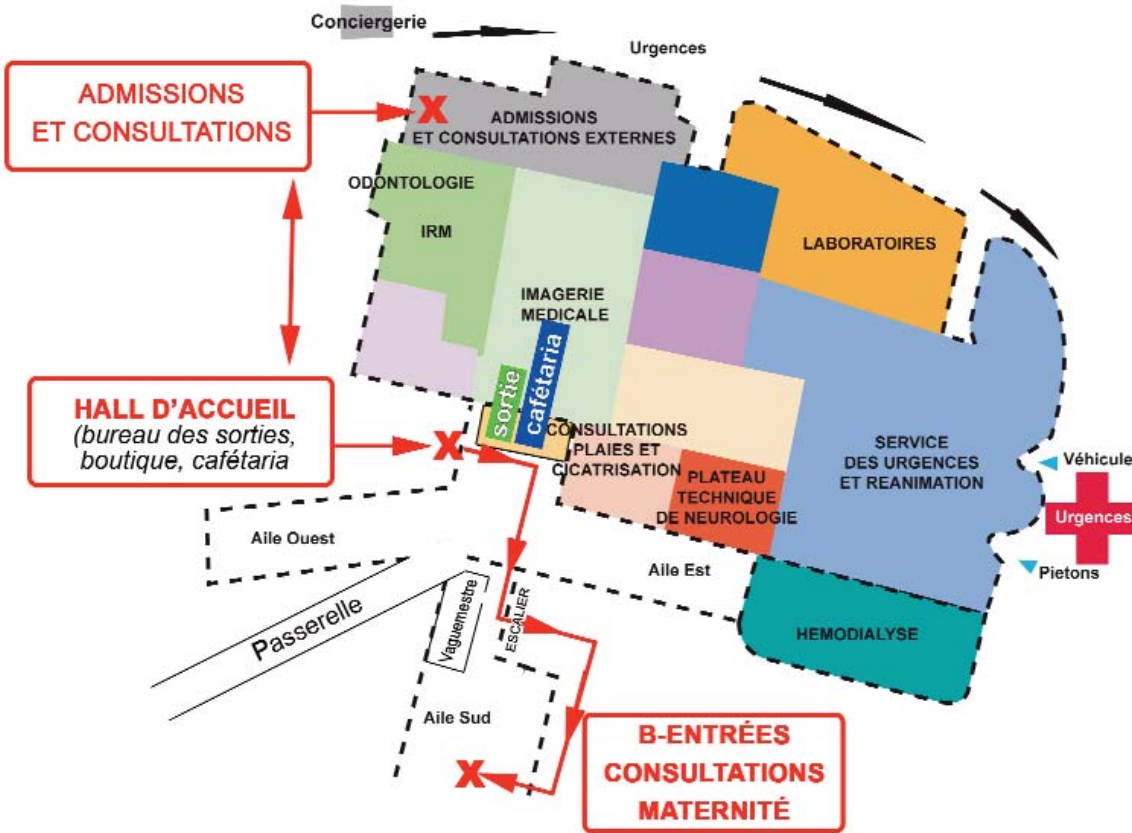 Conciergerie
Urgences
ADMISSIONS
ET CONSULTATIONS
ADMISSIONS
ET CONSULTATIONS EXTERNES
ODONTOLOGIE
IRM
LABORATOIRES
IMAGERIE
MEDICALE
sortie
cafétaria
HALL D'ACCUEIL
(bureau des sorties,
boutique, cafétaria
CONSULTATIONS
PLAIES ET
CICATRISATION
PLATEAU
TECHNIQUE
DE NEUROLOGIE
SERVICE
DES URGENCES
ET REANIMATION
Véhicule
Urgences
Pietons
Aile Ouest
Aile Est
Passerelle
Vaguemestre
ESCALIER
HEMODIALYSE
Aile Sud
B-ENTRÉES
CONSULTATIONS
MATERNITÉ